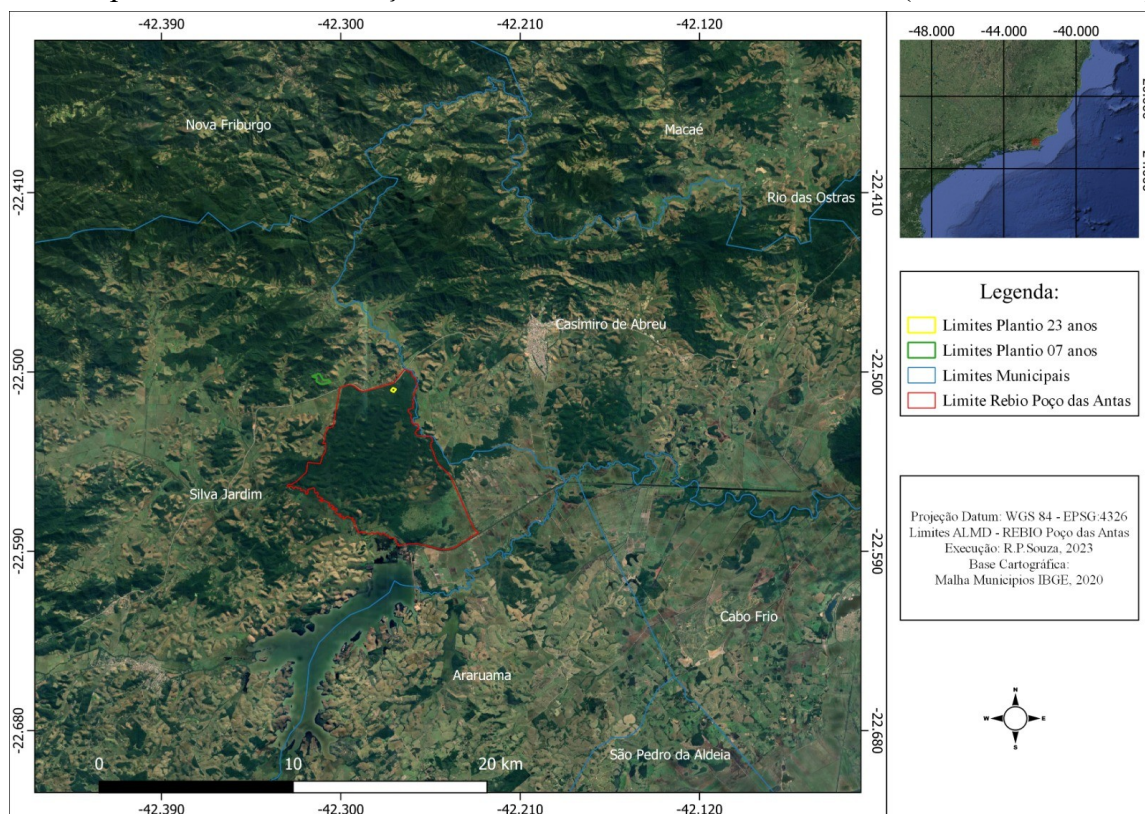 -42.390 -42.300 -42.210 -42.120
-48.000 -44.000 -40.000
Nova Friburgo
Macaé
Rio das Ostras
-22.410 -22.410
Casimiro de Abreu
-22.500 -22.500
Silva Jardim
-22.590 -22.590
Cabo Frio
Araruama
São Pedro da Aldeia
-22.680 -22.680
0 10 20 km
-42.390 -42.300 -42.210 -42.120
Legenda:
Limites Plantio 23 anos
Limites Plantio 07 anos
Limites Municipais
Limite Rebio Poço das Antas
Projeção Datum: WGS 84 - EPSG:4326
Limites ALMD - REBIO Poço das Antas
Execução: R.P.Souza, 2023
Base Cartográfica:
Malha Municipios IBGE, 2020
N
W E
S